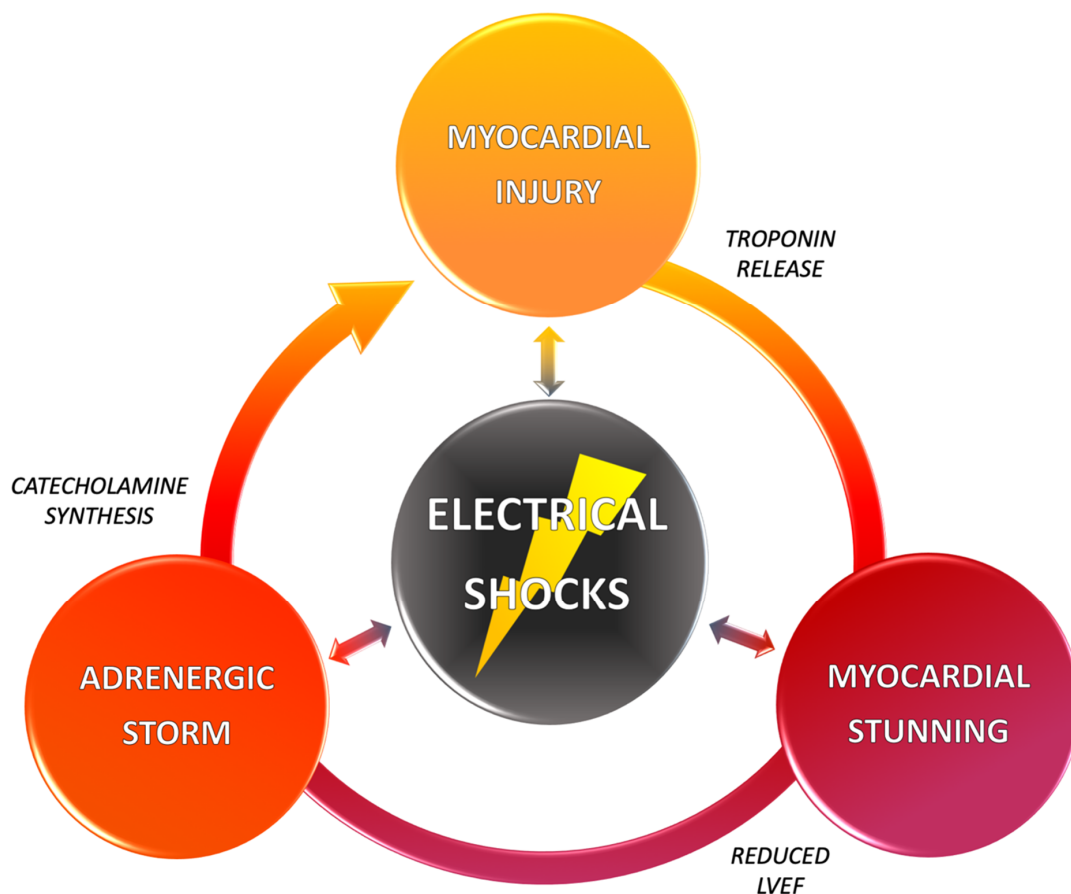 MYOCARDIAL
INJURY
TROPONIN
RELEASE
CATECHOLAMINE
SYNTHESIS
ELECTRICAL
SHOCKS
ADRENERGIC
STORM
MYOCARDIAL
STUNNING
REDUCED
LVEF